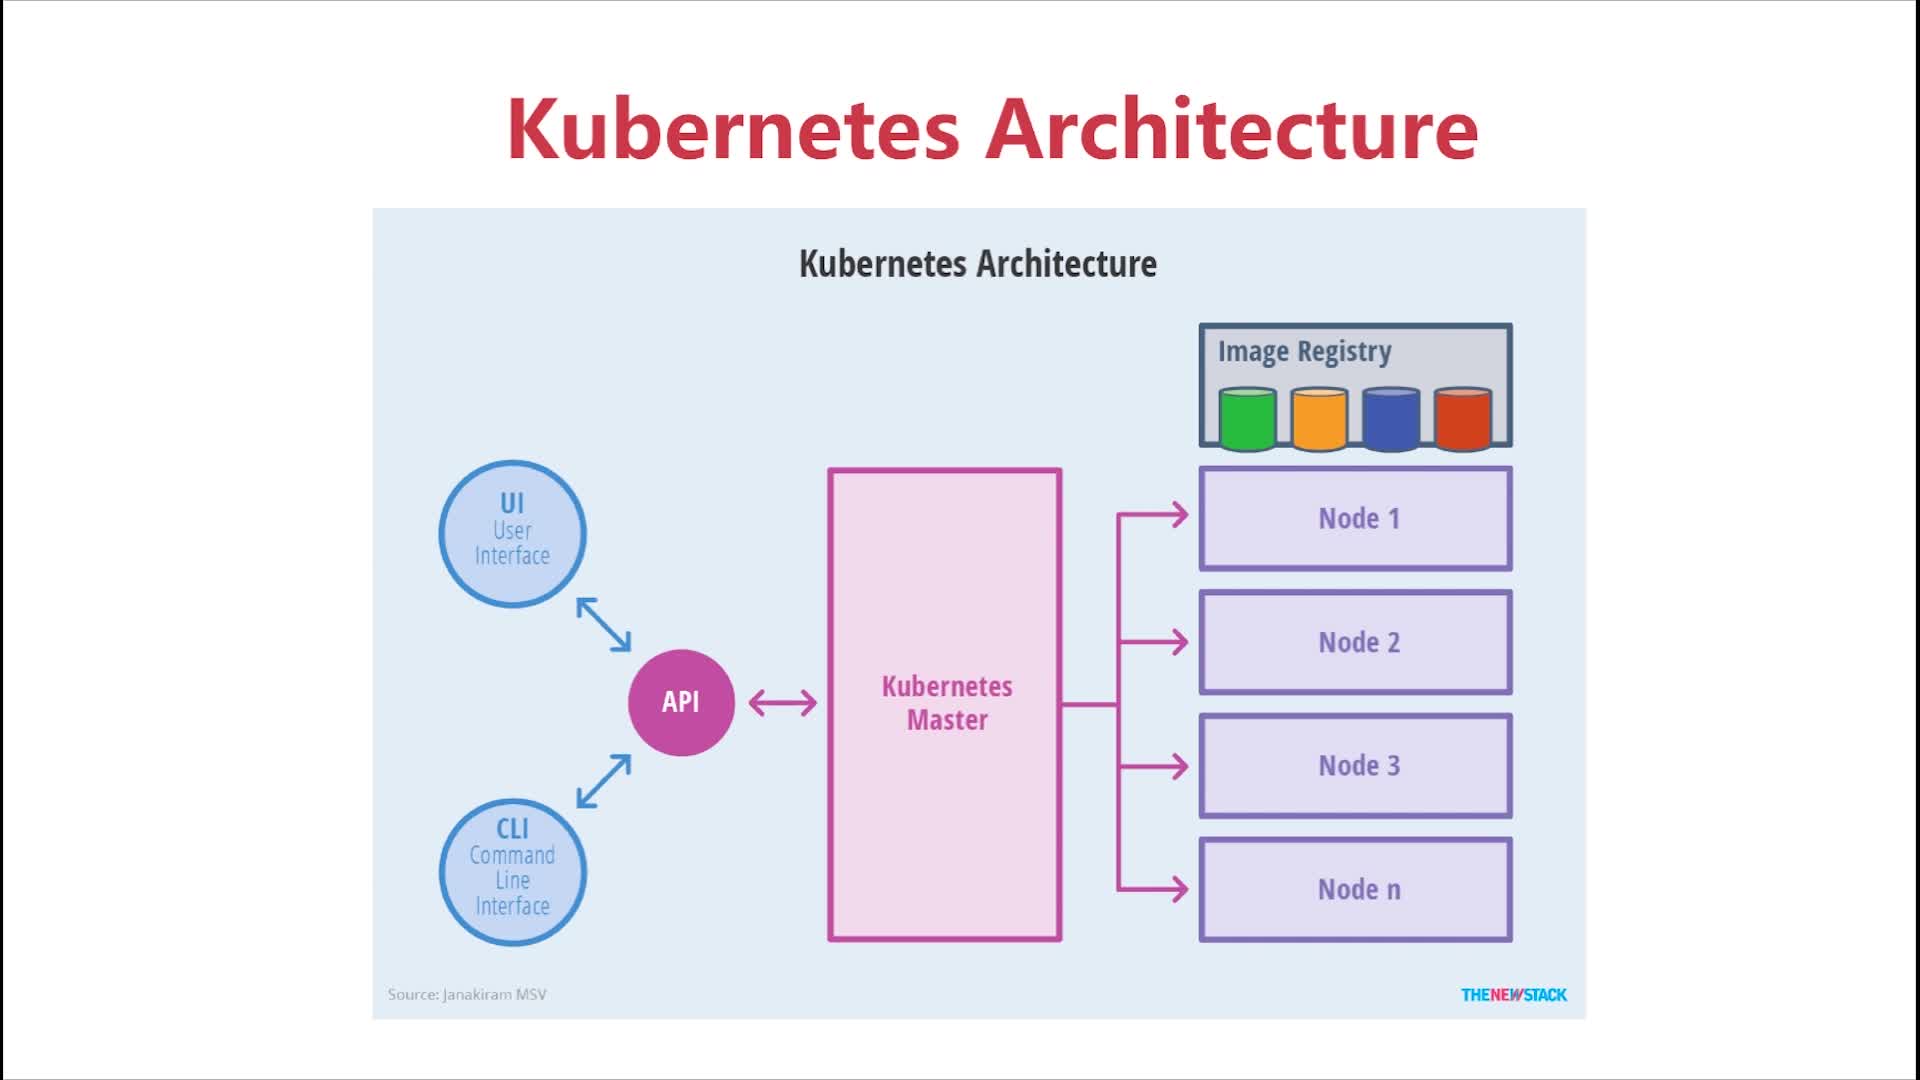 Kubernetes Architecture
Kubernetes Architecture
Image Registry
UI
User
Interface
API
CLI
Command
Line
Interface
Kubernetes
Master
Node 1
Node 2
Node 3
Node n
Source: Janakiram MSV
THENEWSTACK